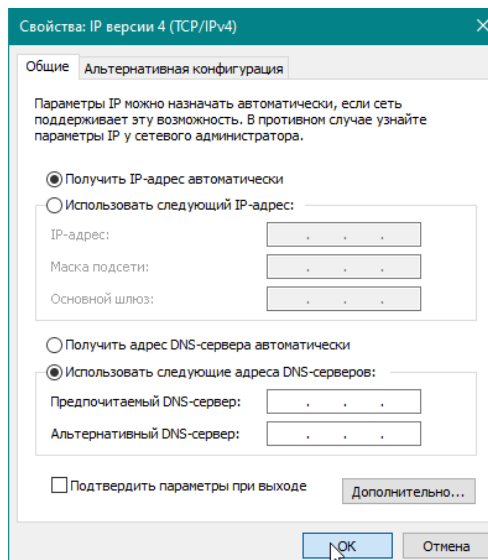 Свойства: IP версии 4 (TCP/IPv4)
Общие
Альтернативная конфигурация
Параметры IP можно назначать автоматически, если сеть
поддерживает эту возможность. В противном случае узнайте
параметры IP у сетевого администратора.
Получить IP-адрес автоматически
Использовать следующий IP-адрес:
IP-адрес:
Маска подсети:
Основной шлюз:
Получить адрес DNS-сервера автоматически
Использовать следующие адреса DNS-серверов:
Предпочитаемый DNS-сервер:
Альтернативный DNS-сервер:
Подтвердить параметры при выходе
Дополнительно...
ОК
Отмена